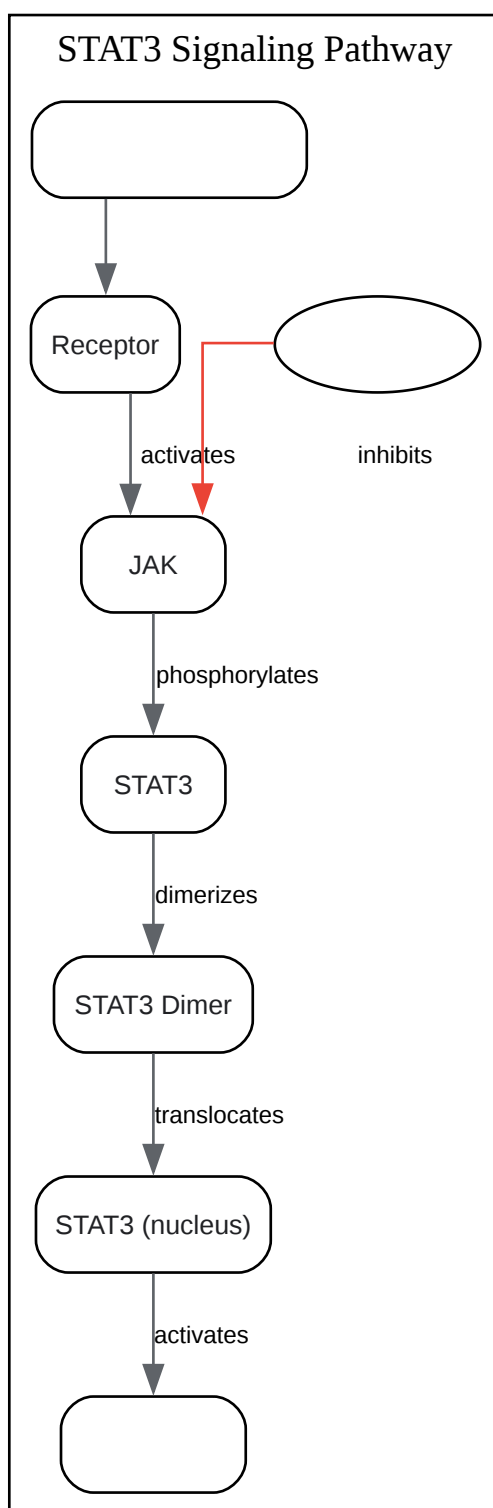 STAT3 Signaling Pathway
Receptor
activates
inhibits
JAK
phosphorylates
STAT3
dimerizes
STAT3 Dimer
translocates
STAT3 (nucleus)
activates